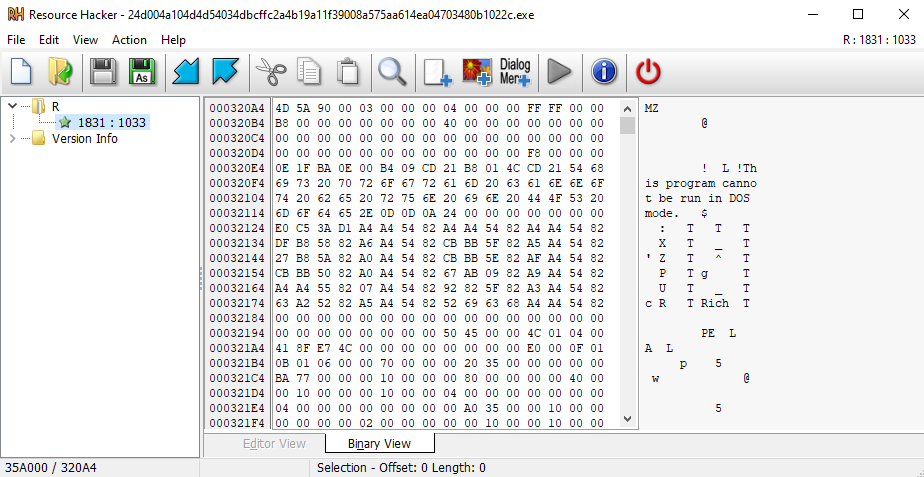 Resource Hacker - 24d004a104d4d54034dbcffc2a4b19a11f39008a575aa614ea04703480b1022c.exe
File Edit View Action Help R : 1831 : 1033
As Dialog Menu
R
1831 : 1033
Version Info
000320A4 4D 5A 90 00 03 00 00 00 04 00 00 00 FF FF 00 00 MZ
000320B4 B8 00 00 00 00 00 00 00 40 00 00 00 00 00 00 00 @
000320C4 00 00 00 00 00 00 00 00 00 00 00 00 00 00 00 00
000320D4 00 00 00 00 00 00 00 00 00 00 00 00 F8 00 00 00
000320E4 0E 1F BA 0E 00 B4 09 CD 21 B8 01 4C CD 21 54 68 ! L !Th
000320F4 69 73 20 70 72 6F 67 72 61 6D 20 63 61 6E 6E 6F is program canno
00032104 74 20 62 65 20 72 75 6E 20 69 6E 20 44 4F 53 20 t be run in DOS
00032114 6D 6F 64 65 2E 0D 0D 0A 24 00 00 00 00 00 00 00 mode. $
00032124 E0 C5 3A D1 A4 A4 54 82 A4 A4 54 82 A4 A4 54 82 : T T T
00032134 DF B8 58 82 A6 A4 54 82 CB BB 5F 82 A5 A4 54 82 X T _ T
00032144 27 B8 5A 82 A0 A4 54 82 CB BB 5E 82 AF A4 54 82 ' Z T ^ T
00032154 CB BB 50 82 A0 A4 54 82 67 AB 09 82 A9 A4 54 82 P T g T
00032164 A4 A4 55 82 07 A4 54 82 92 82 5F 82 A3 A4 54 82 U T _ T
00032174 63 A2 52 82 A5 A4 54 82 52 69 63 68 A4 A4 54 82 c R T Rich T
00032184 00 00 00 00 00 00 00 00 00 00 00 00 00 00 00 00
00032194 00 00 00 00 00 00 00 00 50 45 00 00 4C 01 04 00 PE L
000321A4 41 8F E7 4C 00 00 00 00 00 00 00 00 E0 00 0F 01 A L
000321B4 0B 01 06 00 00 70 00 00 00 20 35 00 00 00 00 00 p 5
000321C4 BA 77 00 00 00 10 00 00 00 80 00 00 00 00 40 00 w @
000321D4 00 10 00 00 00 10 00 00 04 00 00 00 00 00 00 00
000321E4 04 00 00 00 00 00 00 00 00 A0 35 00 00 10 00 00 5
000321F4 00 00 00 00 02 00 00 00 00 00 10 00 00 10 00 00
Editor View Binary View
35A000 / 320A4 Selection - Offset: 0 Length: 0